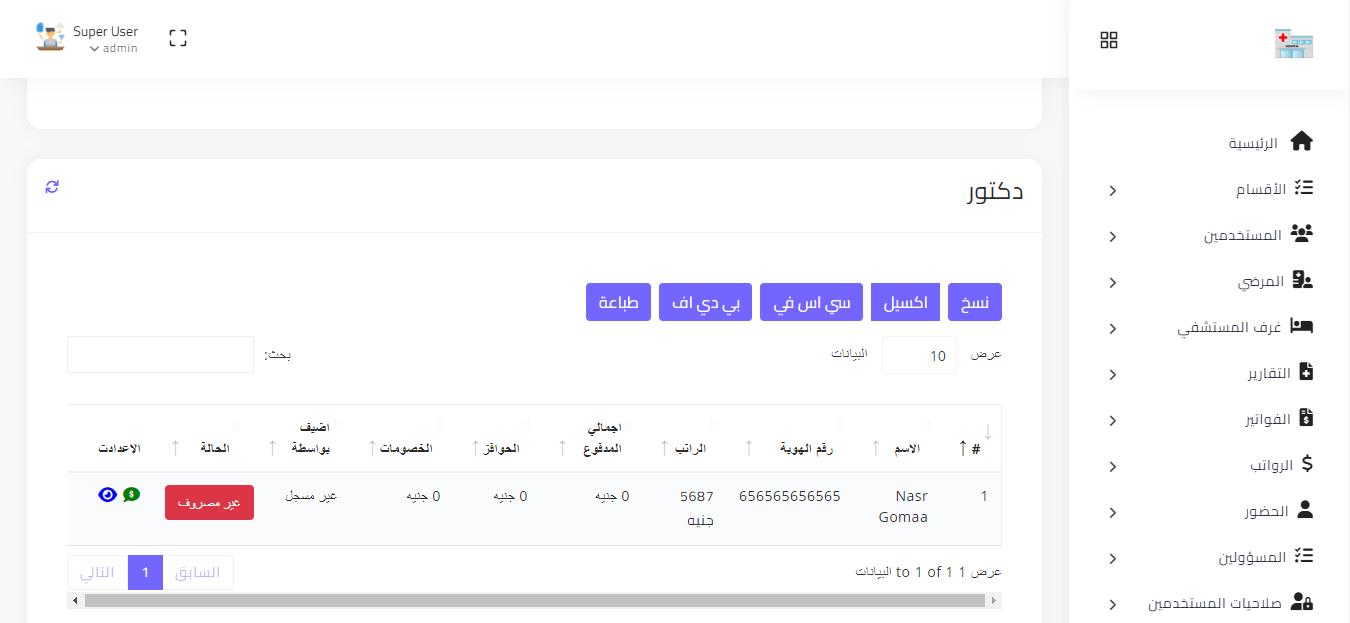 Super User
admin
الرئيسية
الأقسام
المستخدمين
المرضي
غرف المستشفي
التقارير
الفواتير
الرواتب
الحضور
المسؤولين
صلاحيات المستخدمين
دكتور
نسخ اكسيل سي اس في بي دي اف طباعة
عرض 10 البيانات
بحث:
# الاسم رقم الهوية الراتب اجمالي المدفوع الحوافز الخصومات اضيف بواسطة الحالة الاعدادت
1 Nasr Gomaa 656565656565 5687 جنيه 0 جنيه 0 جنيه 0 جنيه غير مسجل غير مصروف
عرض 1 to 1 of 1 البيانات
السابق 1 التالي